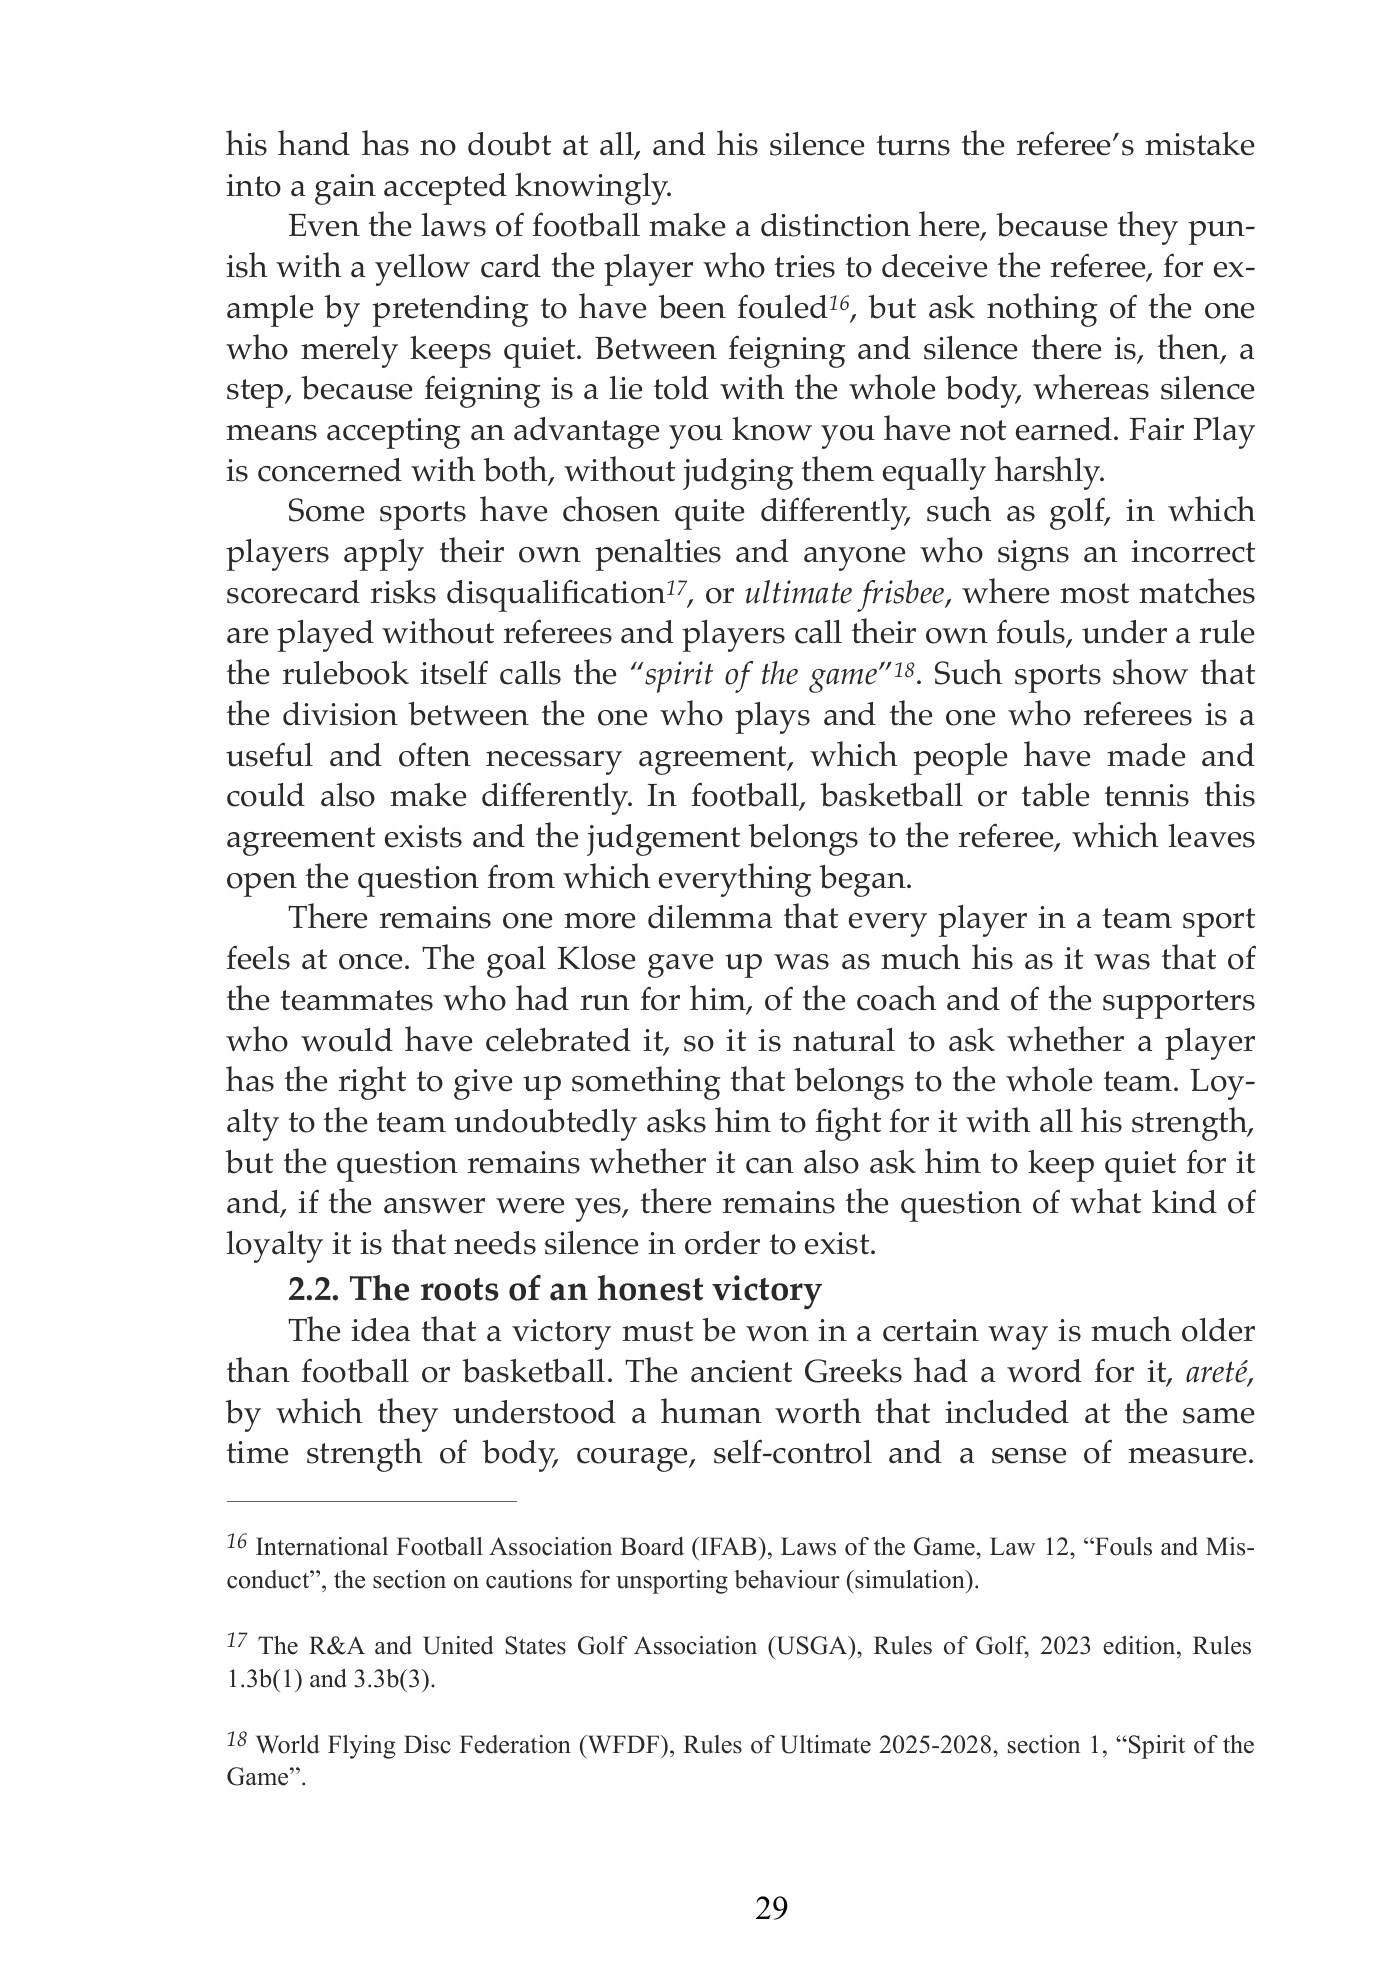 his hand has no doubt at all, and his silence turns the referee’s mistake
into a gain accepted knowingly.
Even the laws of football make a distinction here, because they pun-
ish with a yellow card the player who tries to deceive the referee, for ex-
ample by pretending to have been fouled16, but ask nothing of the one
who merely keeps quiet. Between feigning and silence there is, then, a
step, because feigning is a lie told with the whole body, whereas silence
means accepting an advantage you know you have not earned. Fair Play
is concerned with both, without judging them equally harshly.
Some sports have chosen quite differently, such as golf, in which
players apply their own penalties and anyone who signs an incorrect
scorecard risks disqualification17, or ultimate frisbee, where most matches
are played without referees and players call their own fouls, under a rule
the rulebook itself calls the “spirit of the game”18. Such sports show that
the division between the one who plays and the one who referees is a
useful and often necessary agreement, which people have made and
could also make differently. In football, basketball or table tennis this
agreement exists and the judgement belongs to the referee, which leaves
open the question from which everything began.
There remains one more dilemma that every player in a team sport
feels at once. The goal Klose gave up was as much his as it was that of
the teammates who had run for him, of the coach and of the supporters
who would have celebrated it, so it is natural to ask whether a player
has the right to give up something that belongs to the whole team. Loy-
alty to the team undoubtedly asks him to fight for it with all his strength,
but the question remains whether it can also ask him to keep quiet for it
and, if the answer were yes, there remains the question of what kind of
loyalty it is that needs silence in order to exist.
2.2. The roots of an honest victory
The idea that a victory must be won in a certain way is much older
than football or basketball. The ancient Greeks had a word for it, areté,
by which they understood a human worth that included at the same
time strength of body, courage, self-control and a sense of measure.
16 International Football Association Board (IFAB), Laws of the Game, Law 12, “Fouls and Mis-
conduct”, the section on cautions for unsporting behaviour (simulation).
17 The R&A and United States Golf Association (USGA), Rules of Golf, 2023 edition, Rules
1.3b(1) and 3.3b(3).
18 World Flying Disc Federation (WFDF), Rules of Ultimate 2025-2028, section 1, “Spirit of the
Game”.
29